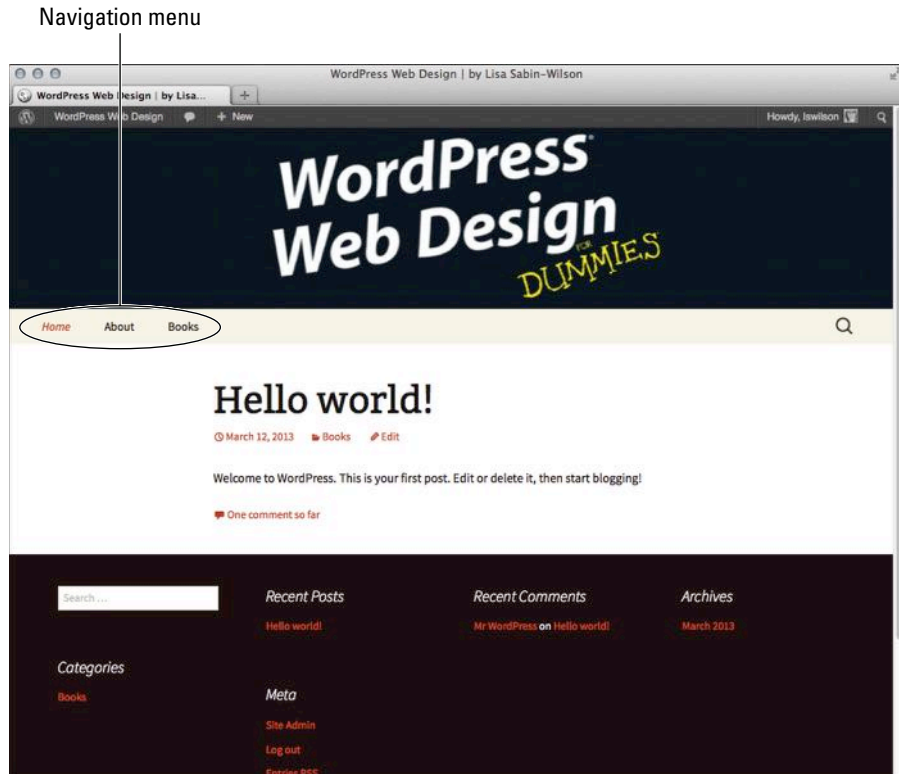 Navigation menu
WordPress Web Design | by Lisa Sabin-Wilson
WordPress Web Design | by Lisa...
WordPress Web Design + New Howdy, lswilson
WordPress
Web Design
FOR
DUMMIES
Home About Books
Hello world!
March 12, 2013 Books Edit
Welcome to WordPress. This is your first post. Edit or delete it, then start blogging!
One comment so far
Search ...
Recent Posts
Hello world!
Recent Comments
Mr WordPress on Hello world!
Archives
March 2013
Categories
Books
Meta
Site Admin
Log out
Entries RSS